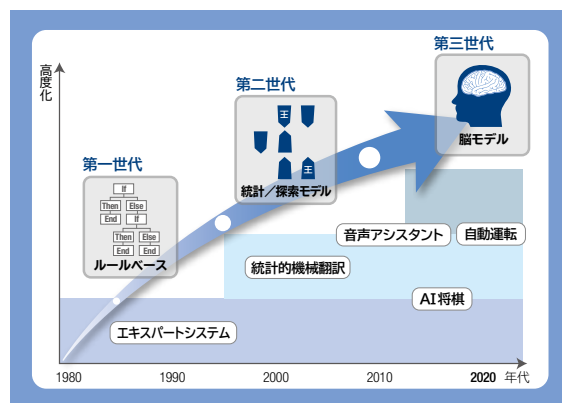 高度化
第一世代
If
Then Else
End If
Then Else
End End
ルールベース
第二世代
王
王
統計／探索モデル
第三世代
脳モデル
音声アシスタント
自動運転
統計的機械翻訳
AI将棋
エキスパートシステム
1980 1990 2000 2010 2020 年代